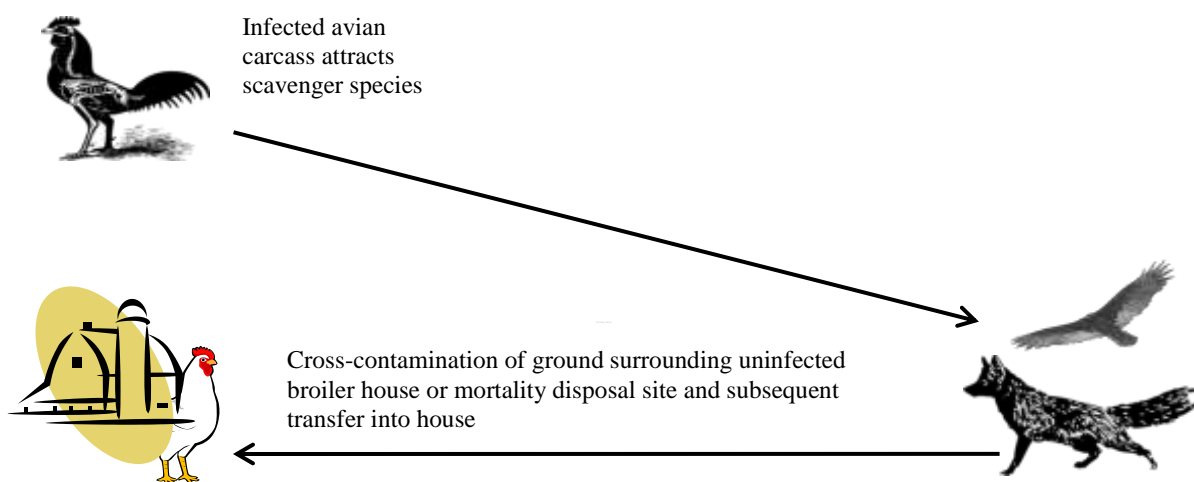 Infected avian
carcass attracts
scavenger species
Cross-contamination of ground surrounding uninfected
broiler house or mortality disposal site and subsequent
transfer into house